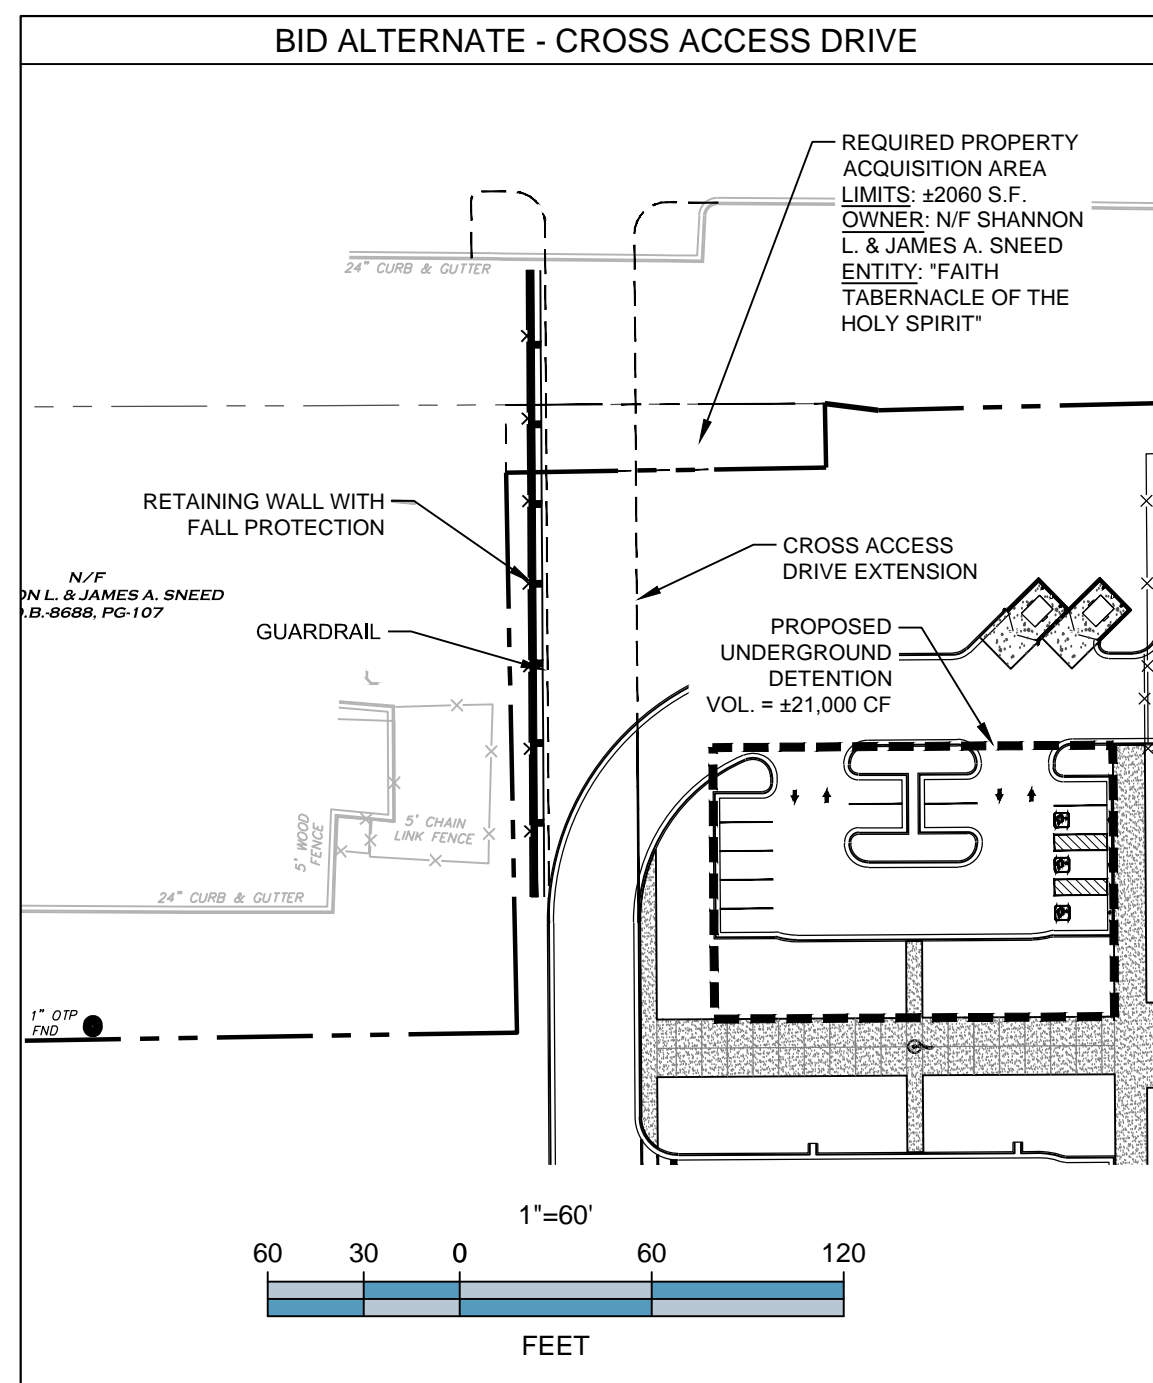 BID ALTERNATE - CROSS ACCESS DRIVE
REQUIRED PROPERTY
ACQUISITION AREA
LIMITS: ±2060 S.F.
OWNER: N/F SHANNON
L. & JAMES A. SNEED
ENTITY: "FAITH
TABERNACLE OF THE
HOLY SPIRIT"
24" CURB & GUTTER
RETAINING WALL WITH
FALL PROTECTION
CROSS ACCESS
DRIVE EXTENSION
N/F
ON L. & JAMES A. SNEED
.B.-8688, PG-107
GUARDRAIL
PROPOSED
UNDERGROUND
DETENTION
VOL. = ±21,000 CF
5' WOOD
FENCE
5' CHAIN
LINK FENCE
24" CURB & GUTTER
1" OTP
FND
1"=60'
60 30 0 60 120
FEET